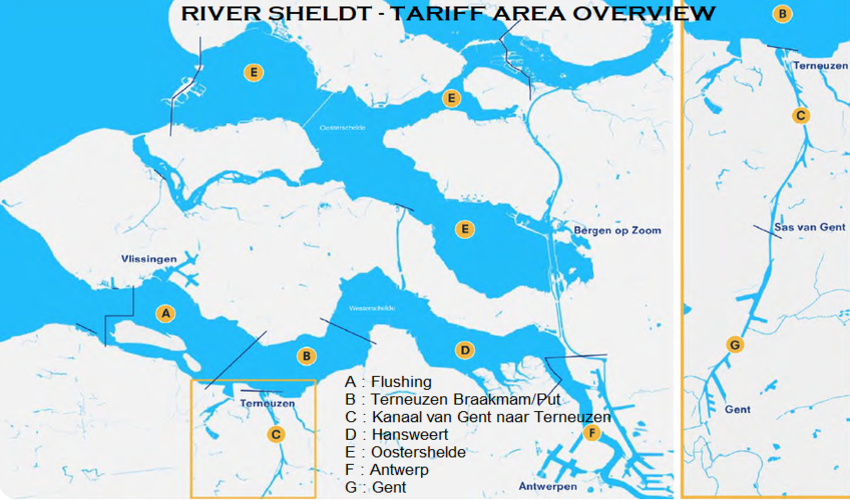 RIVER SHELDT - TARIFF AREA OVERVIEW
B
E
Terneuzen
E
C
Oosterschelde
E
Bergen op Zoom
Sas van Gent
Vlissingen
A
Westerschelde
G
B
D
A : Flushing
B : Terneuzen Braakmam/Put
Terneuzen
C : Kanaal van Gent naar Terneuzen
Gent
C
D : Hansweert
F
E : Oostershelde
F : Antwerp
G : Gent
Antwerpen